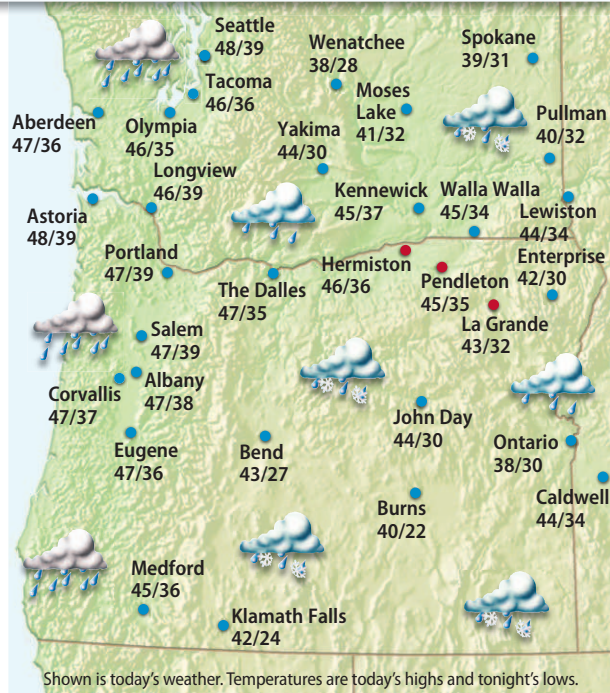 Seattle
48/39
Wenatchee
38/28
Spokane
39/31
Tacoma
46/36
Moses
Lake
41/32
Aberdeen
47/36
Olympia
46/35
Yakima
44/30
Pullman
40/32
Longview
46/39
Kennewick
45/37
Walla Walla
45/34
Lewiston
44/34
Astoria
48/39
Portland
47/39
The Dalles
47/35
Hermiston
46/36
Pendleton
45/35
Enterprise
42/30
La Grande
43/32
Salem
47/39
Corvallis
47/37
Albany
47/38
John Day
44/30
Eugene
47/36
Bend
43/27
Ontario
38/30
Burns
40/22
Caldwell
44/34
Medford
45/36
Klamath Falls
42/24
Shown is today's weather. Temperatures are today's highs and tonight's lows.